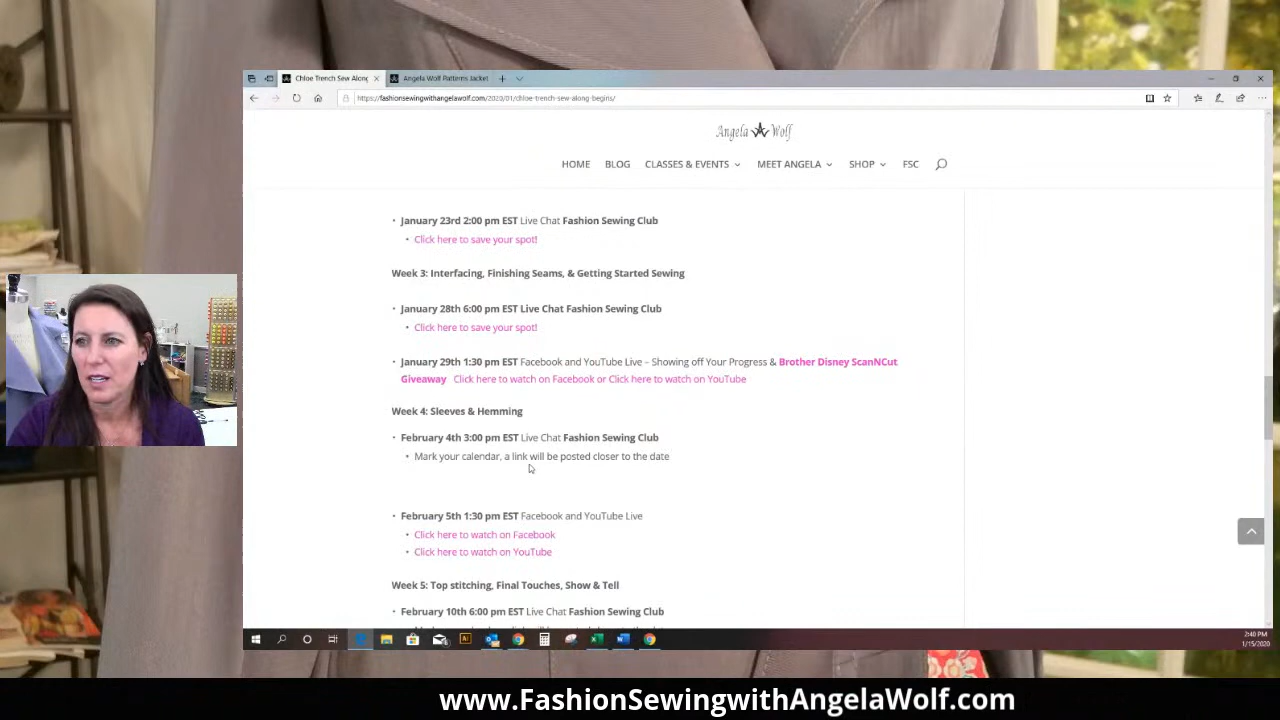 Chloe Trench Sew Along
Angela Wolf Patterns Jacket
https://fashionsewingwithangelawolf.com/2020/01/chloe-trench-sew-along-begins/
Angela Wolf
HOME BLOG CLASSES & EVENTS MEET ANGELA SHOP FSC
January 23rd 2:00 pm EST Live Chat Fashion Sewing Club
Click here to save your spot!
Week 3: Interfacing, Finishing Seams, & Getting Started Sewing
January 28th 6:00 pm EST Live Chat Fashion Sewing Club
Click here to save your spot!
January 29th 1:30 pm EST Facebook and YouTube Live – Showing off Your Progress & Brother Disney ScanNCut
Giveaway Click here to watch on Facebook or Click here to watch on YouTube
Week 4: Sleeves & Hemming
February 4th 3:00 pm EST Live Chat Fashion Sewing Club
Mark your calendar, a link will be posted closer to the date
February 5th 1:30 pm EST Facebook and YouTube Live
Click here to watch on Facebook
Click here to watch on YouTube
Week 5: Top stitching, Final Touches, Show & Tell
February 10th 6:00 pm EST Live Chat Fashion Sewing Club
2:40 PM
1/15/2020
www.FashionSewingwithAngelaWolf.com